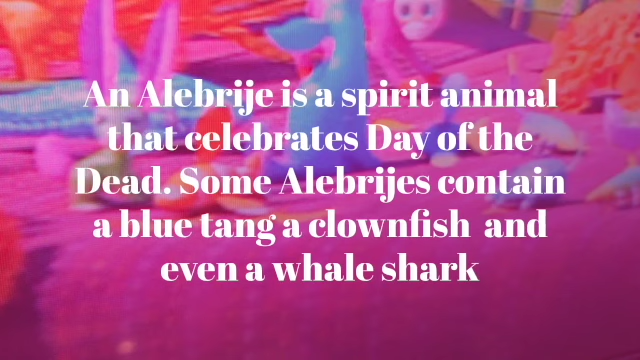 An Alebrije is a spirit animal
that celebrates Day of the
Dead. Some Alebrijes contain
a blue tang a clownfish  and
even a whale shark